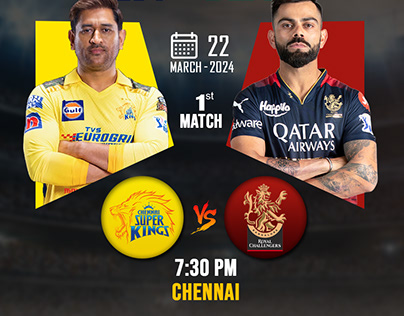 22
MARCH - 2024
1st
MATCH
Gulf
TVS
EUROGRIP
Happilo
QATAR
AIRWAYS
CHENNAI
SUPER
KINGS
VS
ROYAL
CHALLENGERS
7:30 PM
CHENNAI